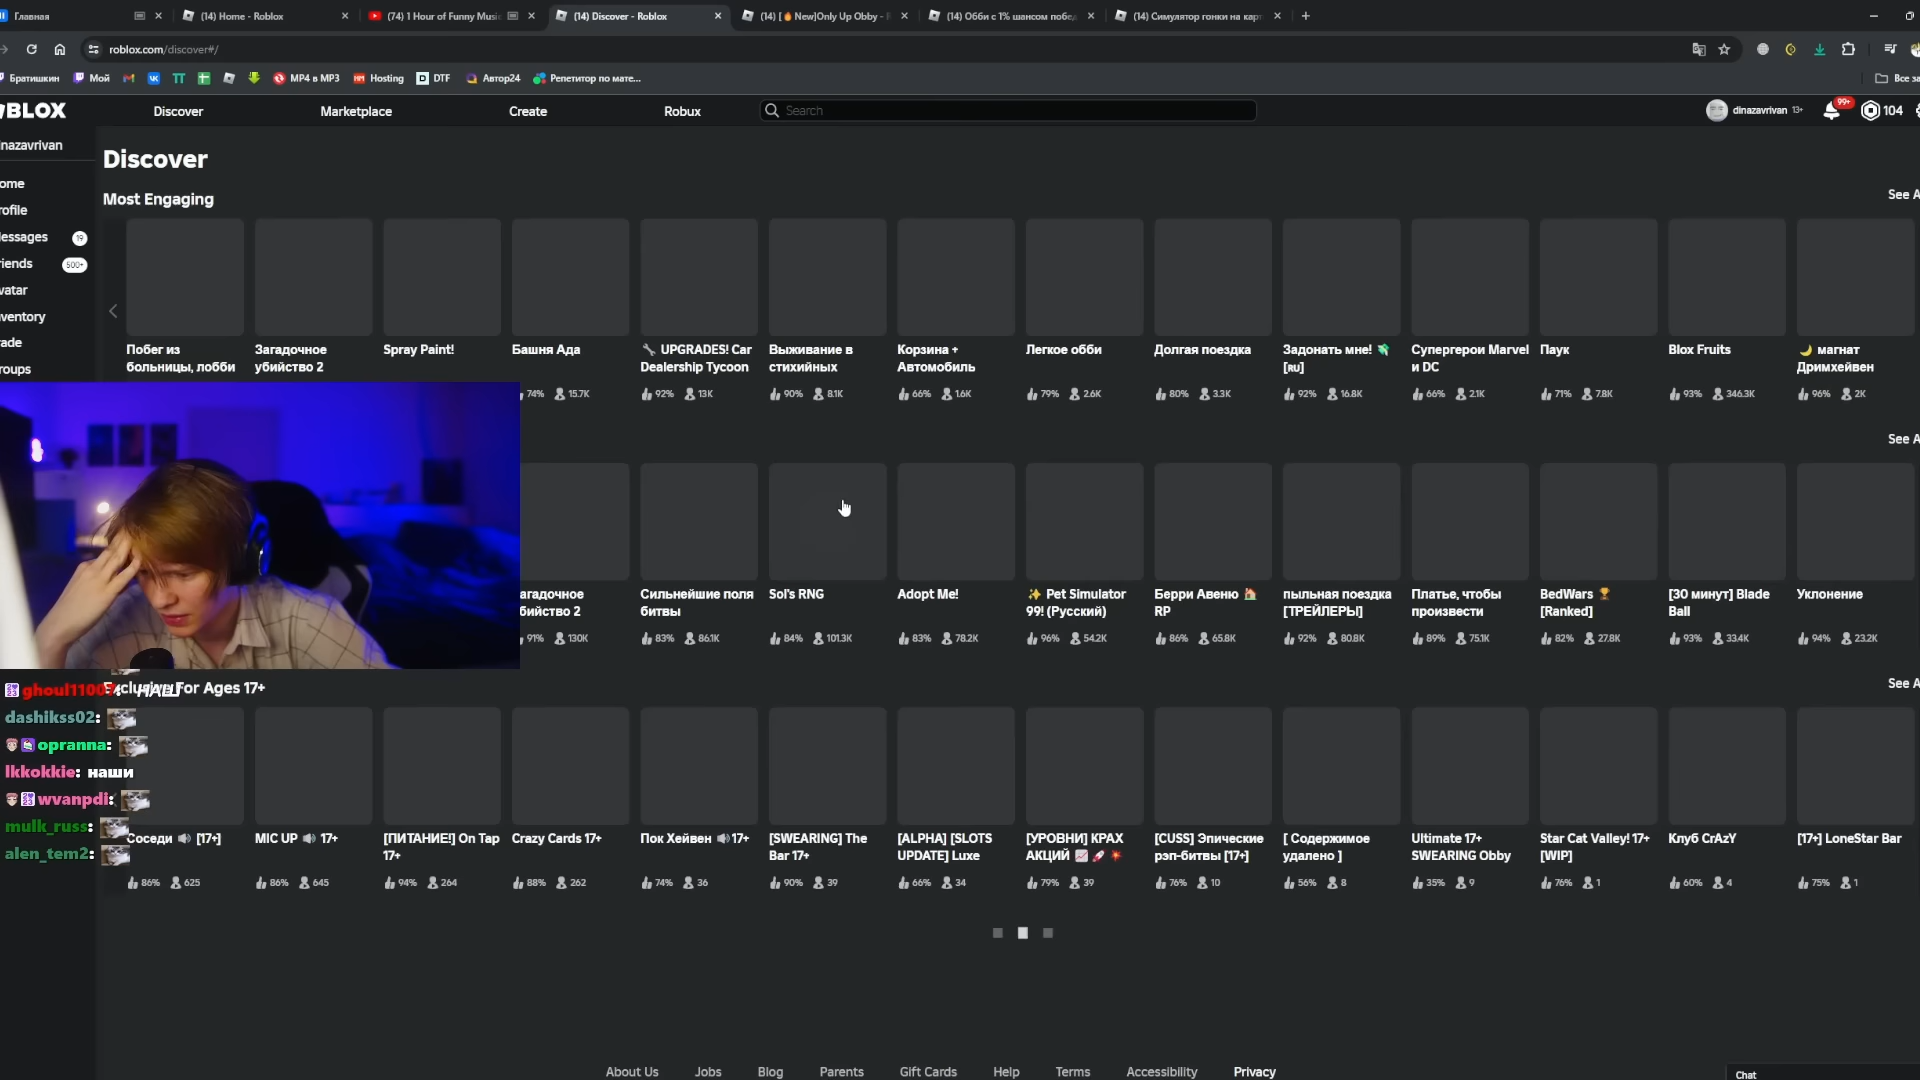 Главная
(14) Home - Roblox
(74) 1 Hour of Funny Music
(14) Discover - Roblox
(14) [🔥New]Only Up Obby -
(14) Обби с 1% шансом побед
(14) Симулятор гонки на карт
roblox.com/discover#/
Братишкин
Мой
MP4 в MP3
Hosting
DTF
Автор24
Репетитор по мате...
BLOX
Discover
Marketplace
Create
Robux
Search
dinazavrivan 13+
99+
104
Discover
Most Engaging
See A
essages 19
500+
Побег из больницы, лобби
Загадочное убийство 2
Spray Paint!
Башня Ада
🔧 UPGRADES! Car Dealership Tycoon
Выживание в стихийных
Корзина + Автомобиль
Легкое обби
Долгая поездка
Задонать мне! 💸 [RU]
Супергерои Marvel и DC
Паук
Blox Fruits
🌙 магнат Дримхейвен
74% 15.7K
92% 13K
90% 8.1K
66% 1.6K
79% 2.6K
80% 3.3K
92% 16.8K
66% 2.1K
71% 7.8K
93% 346.3K
96% 2K
See A
агадочное бийство 2
Сильнейшие поля битвы
Sol's RNG
Adopt Me!
✨ Pet Simulator 99! (Русский)
Берри Авеню 🏠 RP
пыльная поездка [ТРЕЙЛЕРЫ]
Платье, чтобы произвести
BedWars 🏆 [Ranked]
[30 минут] Blade Ball
Уклонение
91% 130K
83% 86.1K
84% 101.3K
83% 78.2K
96% 54.2K
86% 65.8K
92% 80.8K
89% 75.1K
82% 27.8K
93% 33.4K
94% 23.2K
Exclusive For Ages 17+
See A
dashikss02:
opranna:
lkkokkie: наши
wvanpdi:
mulk_russ:
alen_tem2:
Соседи 🔊 [17+]
MIC UP 🔊 17+
[ПИТАНИЕ!] On Tap 17+
Crazy Cards 17+
Пок Хейвен 🔊17+
[SWEARING] The Bar 17+
[ALPHA] [SLOTS UPDATE] Luxe
[УРОВНИ] КРАХ АКЦИЙ 📈 🚀 💥
[CUSS] Эпические рэп-битвы [17+]
[ Содержимое удалено ]
Ultimate 17+ SWEARING Obby
Star Cat Valley! 17+ [WIP]
Клуб CrAzY
[17+] LoneStar Bar
86% 625
86% 645
94% 264
88% 262
74% 36
90% 39
66% 34
79% 39
76% 10
56% 8
35% 9
76% 1
60% 4
75% 1
About Us
Jobs
Blog
Parents
Gift Cards
Help
Terms
Accessibility
Privacy
Chat